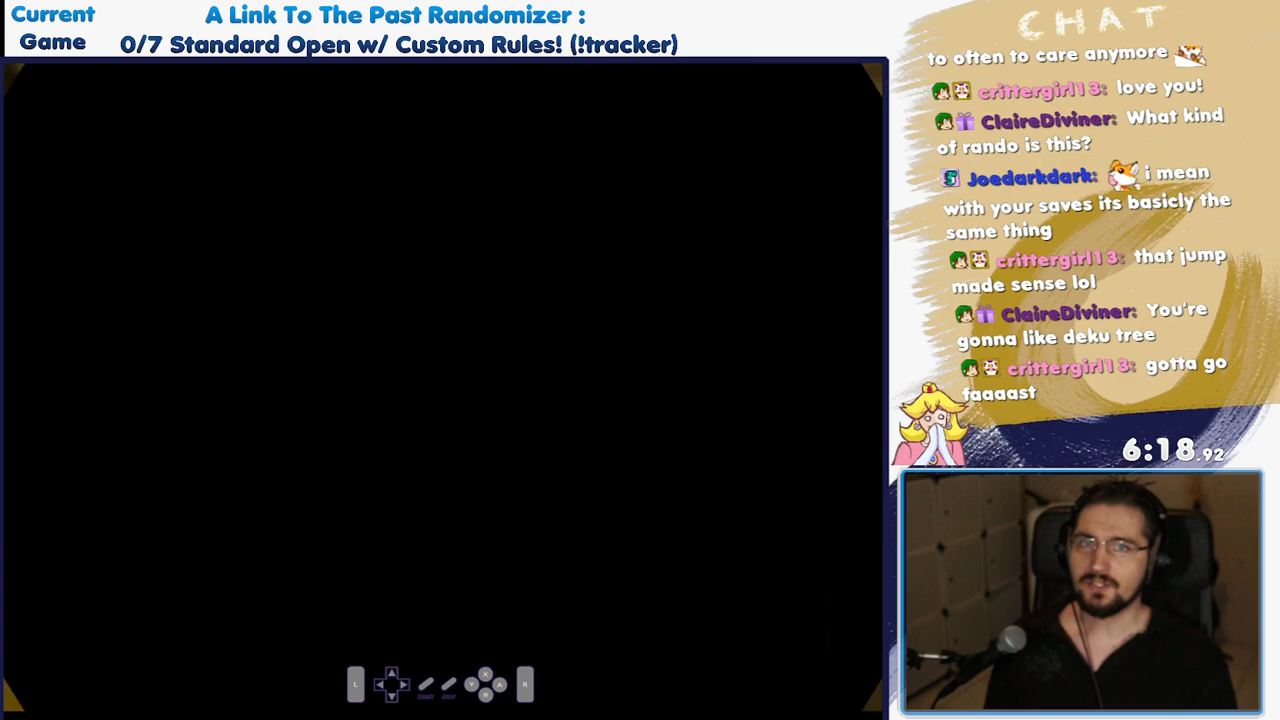 Current
Game
A Link To The Past Randomizer :
0/7 Standard Open w/ Custom Rules! (!tracker)
CHAT
to often to care anymore
crittergirl13: love you!
ClaireDiviner: What kind
of rando is this?
Joedarkdark: i mean
with your saves its basicly the
same thing
crittergirl13: that jump
made sense lol
ClaireDiviner: You're
gonna like deku tree
crittergirl13: gotta go
faaaast
6:18.92
L
X
Y
A
B
R